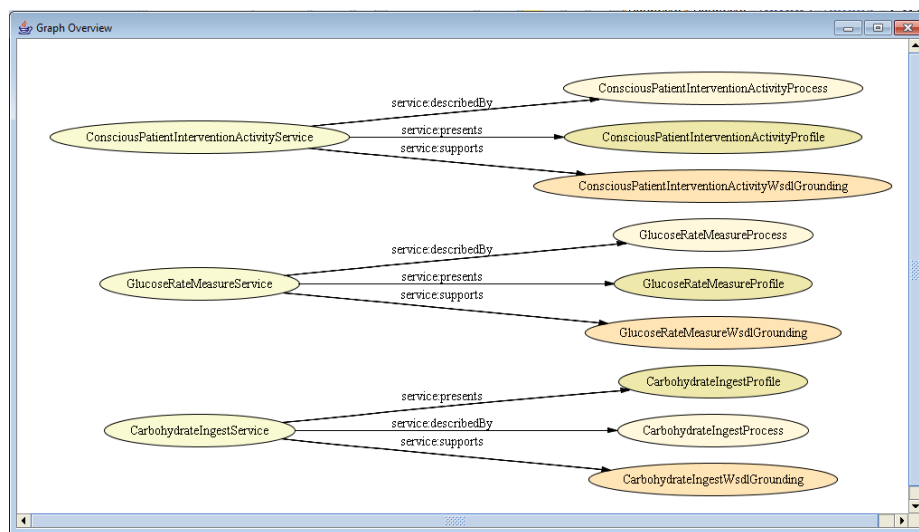 Graph Overview
ConsciousPatientInterventionActivityProcess
service:describedBy
ConsciousPatientInterventionActivityService
service:presents
ConsciousPatientInterventionActivityProfile
service:supports
ConsciousPatientInterventionActivityWsdlGrounding
GlucoseRateMeasureProcess
service:describedBy
GlucoseRateMeasureService
service:presents
GlucoseRateMeasureProfile
service:supports
GlucoseRateMeasureWsdlGrounding
CarbohydrateIngestProfile
service:presents
CarbohydrateIngestService
service:describedBy
CarbohydrateIngestProcess
service:supports
CarbohydrateIngestWsdlGrounding